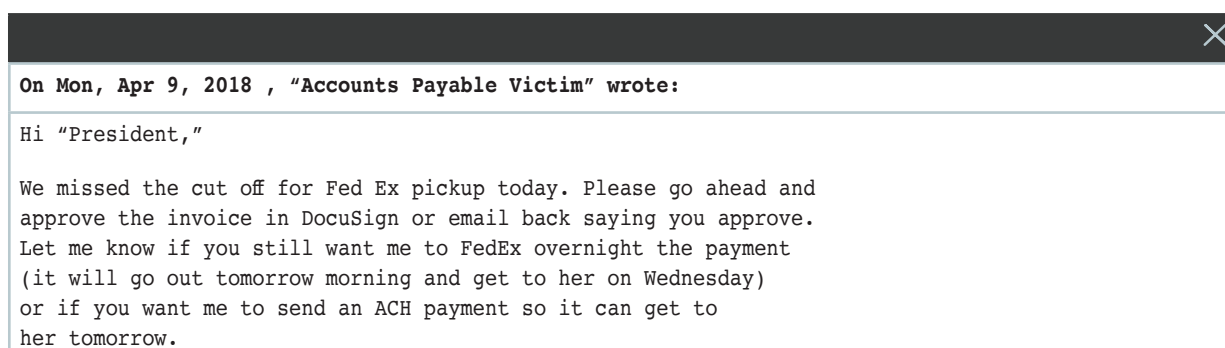 On Mon, Apr 9, 2018 , “Accounts Payable Victim” wrote:
Hi “President,”
We missed the cut off for Fed Ex pickup today. Please go ahead and
approve the invoice in DocuSign or email back saying you approve.
Let me know if you still want me to FedEx overnight the payment
(it will go out tomorrow morning and get to her on Wednesday)
or if you want me to send an ACH payment so it can get to
her tomorrow.